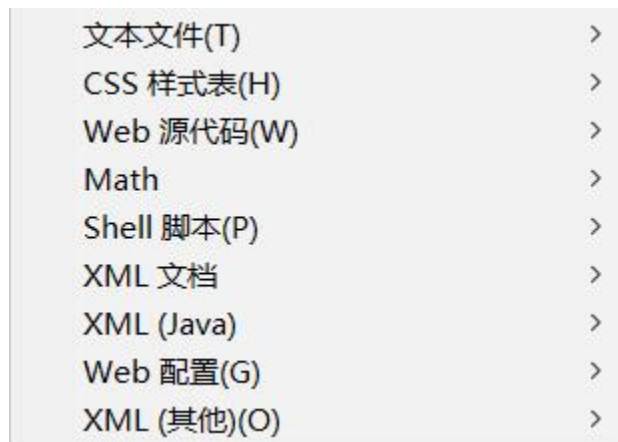 文本文件(T)
CSS 样式表(H)
Web 源代码(W)
Math
Shell 脚本(P)
XML 文档
XML (Java)
Web 配置(G)
XML (其他)(O)